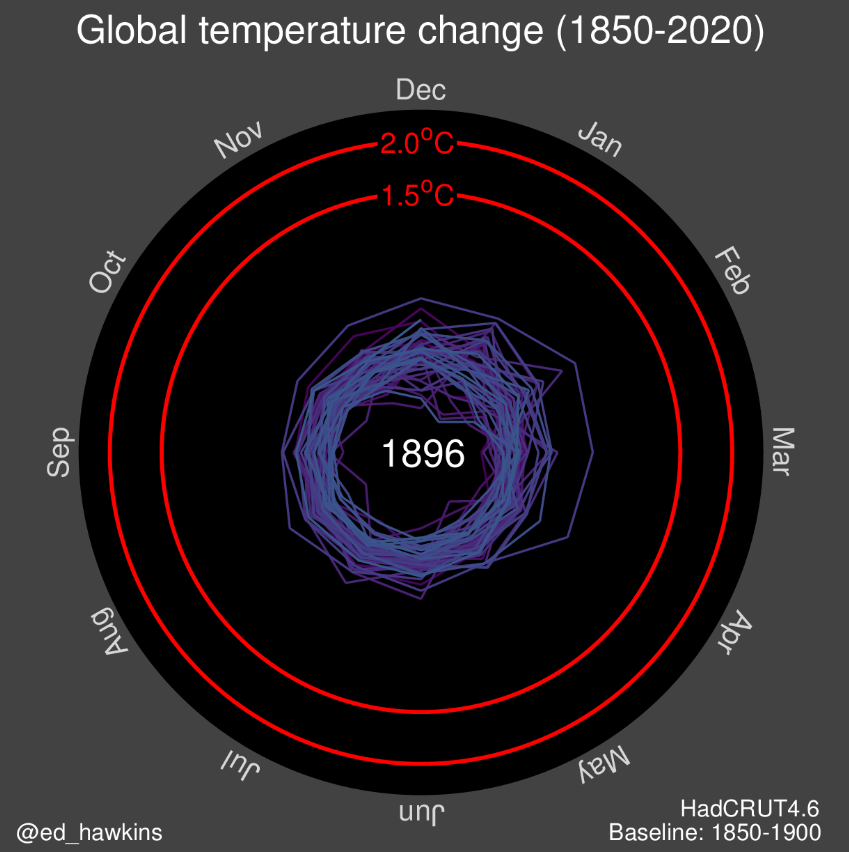 Global temperature change (1850-2020)
Dec
Nov
Jan
2.0°C
1.5°C
Oct
Feb
Sep
1896
Mar
Aug
Apr
Jul
May
Jun
HadCRUT4.6
@ed_hawkins
Baseline: 1850-1900